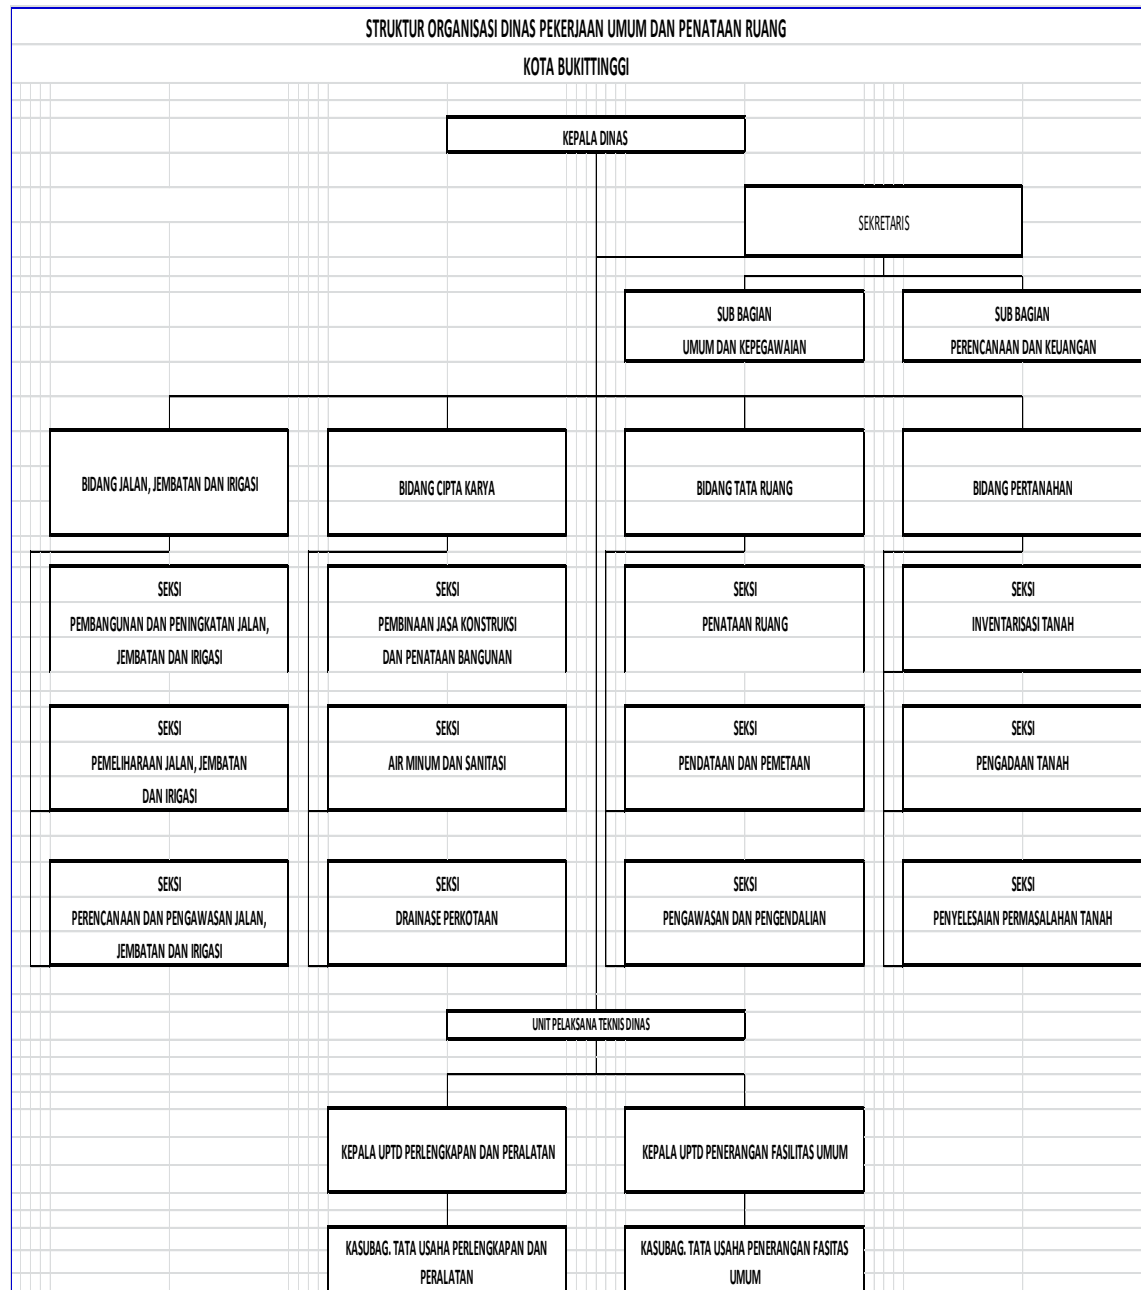 STRUKTUR ORGANISASI DINAS PEKERJAAN UMUM DAN PENATAAN RUANG
KOTA BUKITTINGGI
KEPALA DINAS
SEKRETARIS
SUB BAGIAN
UMUM DAN KEPEGAWAIAN
SUB BAGIAN
PERENCANAAN DAN KEUANGAN
BIDANG JALAN, JEMBATAN DAN IRIGASI
BIDANG CIPTA KARYA
BIDANG TATA RUANG
BIDANG PERTANAHAN
SEKSI
PEMBANGUNAN DAN PENINGKATAN JALAN,
JEMBATAN DAN IRIGASI
SEKSI
PEMBINAAN JASA KONSTRUKSI
DAN PENATAAN BANGUNAN
SEKSI
PENATAAN RUANG
SEKSI
INVENTARISASI TANAH
SEKSI
PEMELIHARAAN JALAN, JEMBATAN
DAN IRIGASI
SEKSI
AIR MINUM DAN SANITASI
SEKSI
PENDATAAN DAN PEMETAAN
SEKSI
PENGADAAN TANAH
SEKSI
PERENCANAAN DAN PENGAWASAN JALAN,
JEMBATAN DAN IRIGASI
SEKSI
DRAINASE PERKOTAAN
SEKSI
PENGAWASAN DAN PENGENDALIAN
SEKSI
PENYELESAIAN PERMASALAHAN TANAH
UNIT PELAKSANA TEKNIS DINAS
KEPALA UPTD PERLENGKAPAN DAN PERALATAN
KEPALA UPTD PENERANGAN FASILITAS UMUM
KASUBAG. TATA USAHA PERLENGKAPAN DAN
PERALATAN
KASUBAG. TATA USAHA PENERANGAN FASITAS
UMUM